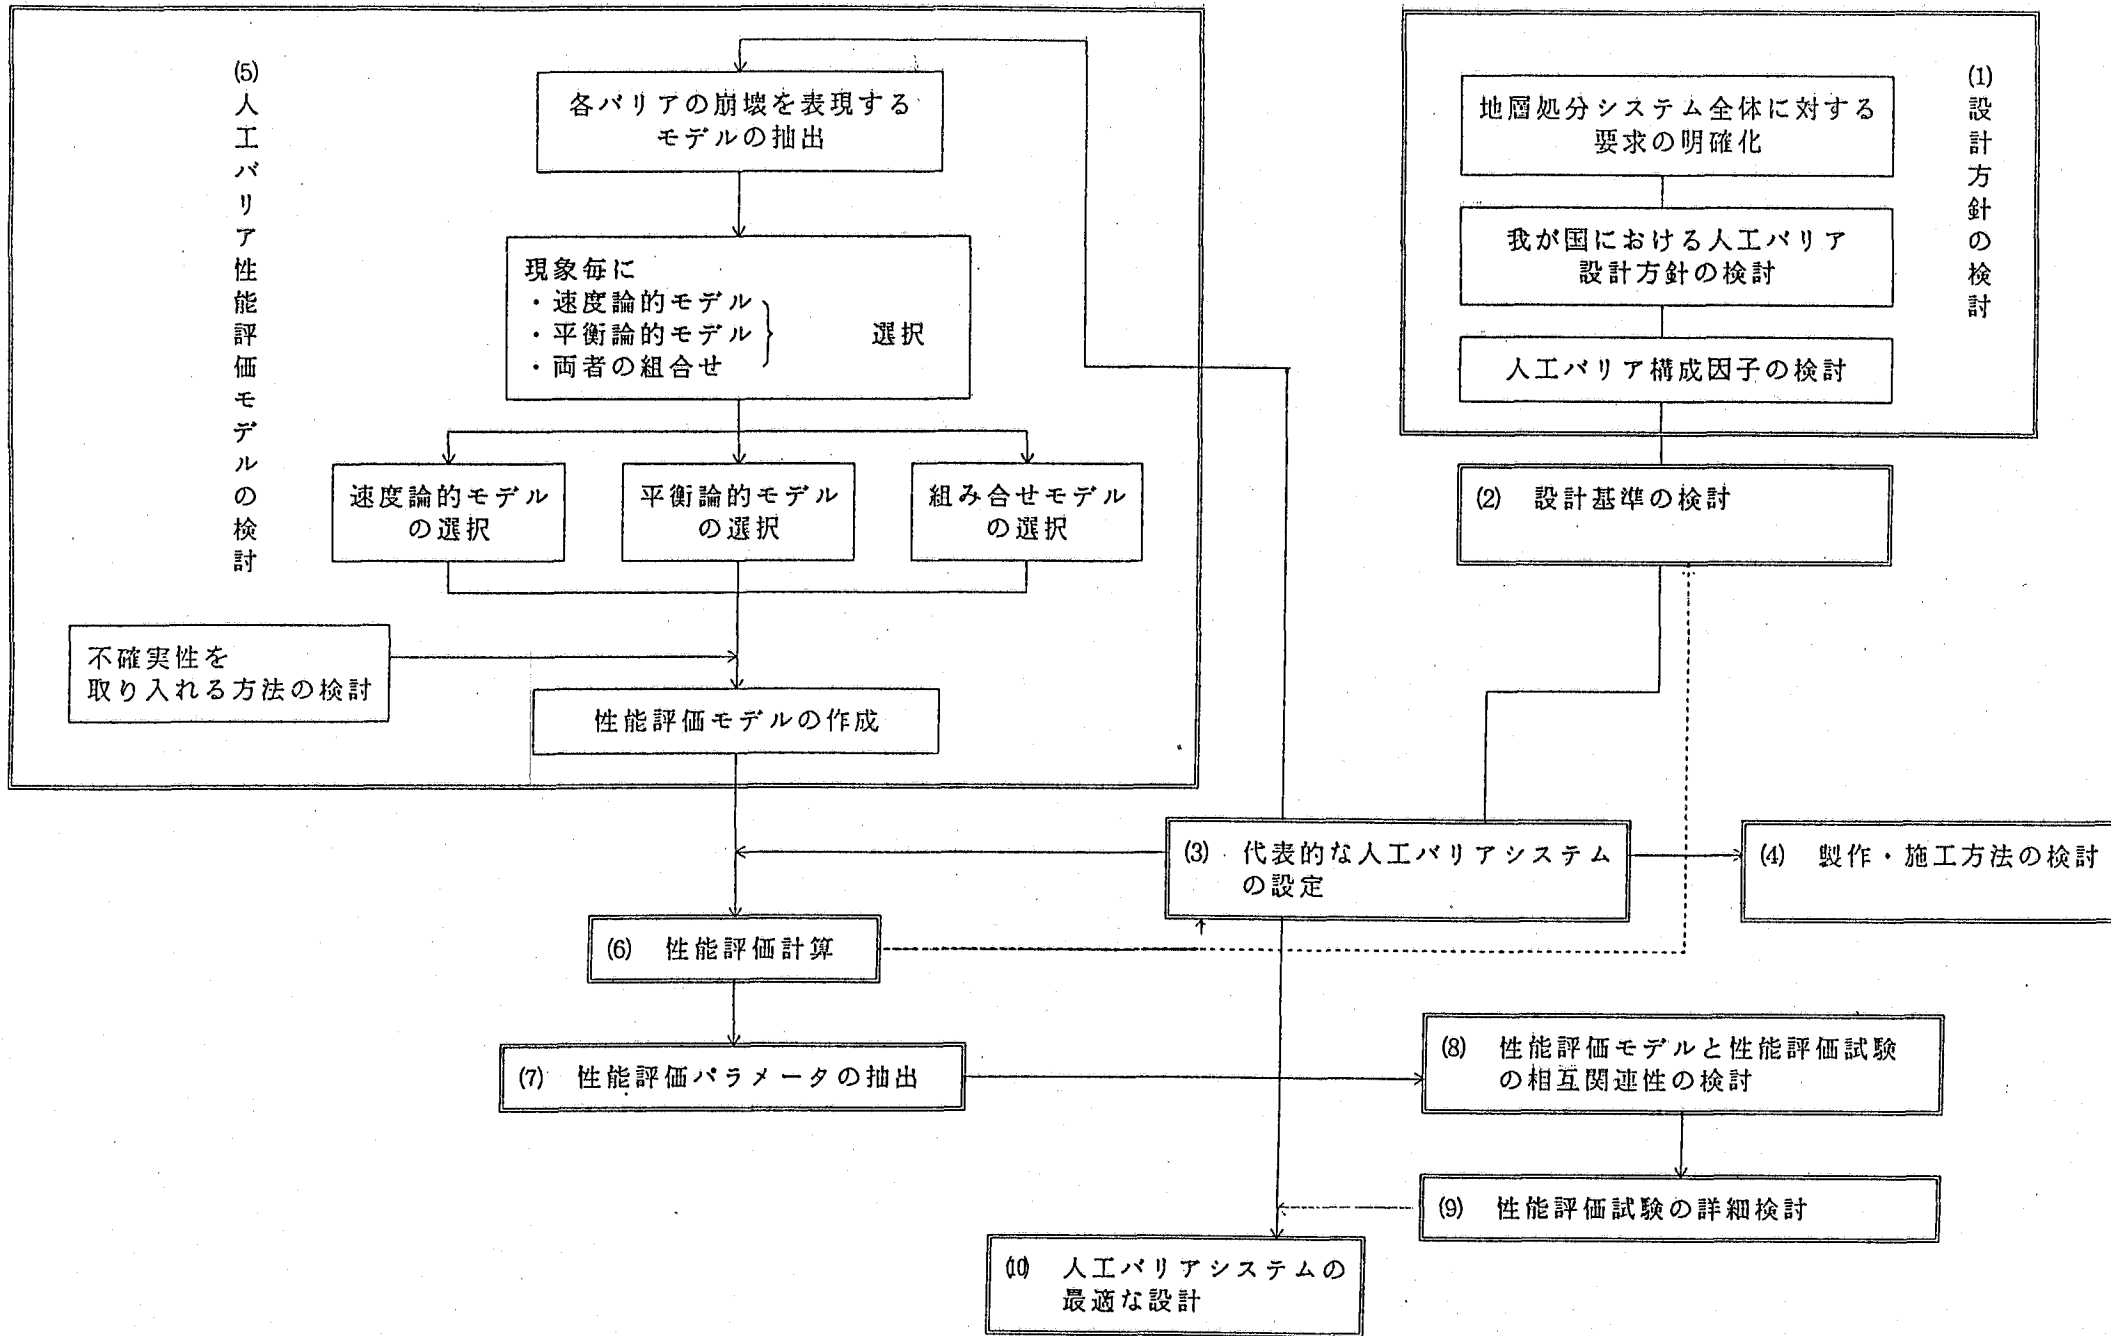 (5)人工バリア性能評価モデルの検討
各バリアの崩壊を表現する
モデルの抽出
現象毎に
・速度論的モデル
・平衡論的モデル
・両者の組合せ
選択
速度論的モデル
の選択
平衡論的モデル
の選択
組み合せモデル
の選択
不確実性を
取り入れる方法の検討
性能評価モデルの作成
(1)設計方針の検討
地層処分システム全体に対する
要求の明確化
我が国における人工バリア
設計方針の検討
人工バリア構成因子の検討
(2) 設計基準の検討
(3) 代表的な人工バリアシステム
の設定
(4) 製作・施工方法の検討
(6) 性能評価計算
(7) 性能評価パラメータの抽出
(8) 性能評価モデルと性能評価試験
の相互関連性の検討
(9) 性能評価試験の詳細検討
(10) 人工バリアシステムの
最適な設計